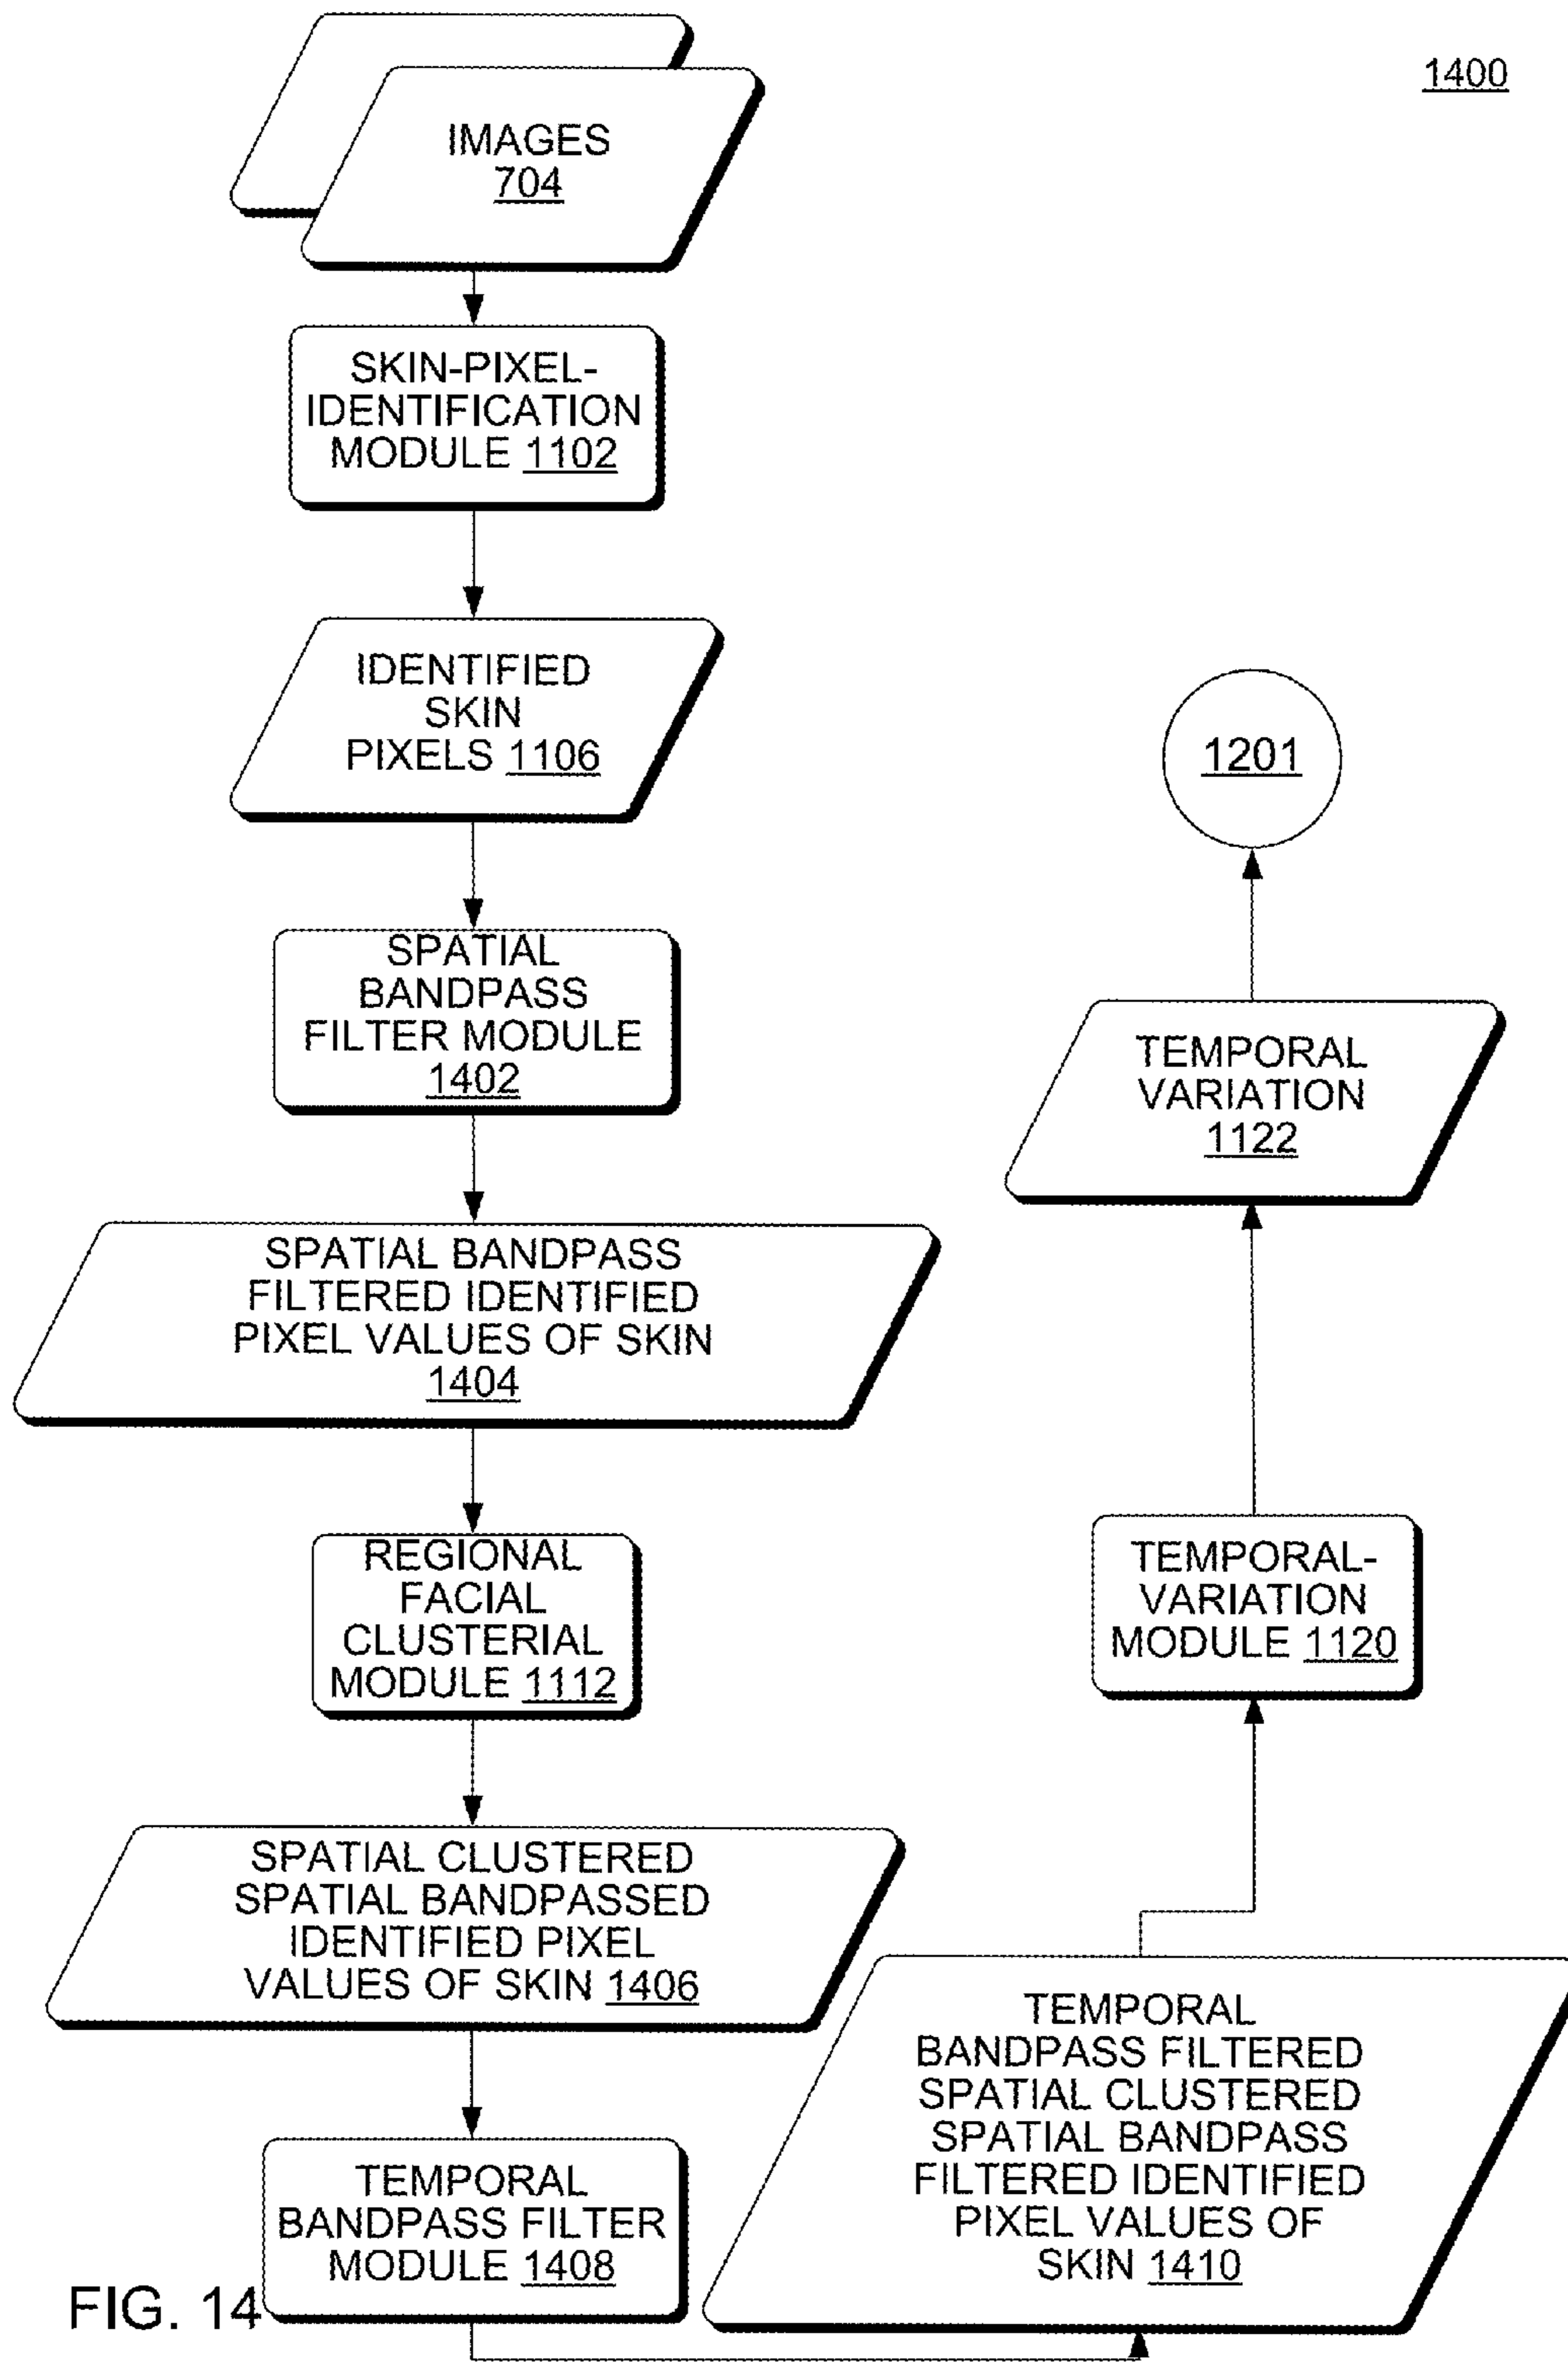 1400
IMAGES
704
SKIN-PIXEL-
IDENTIFICATION
MODULE 1102
IDENTIFIED
SKIN
PIXELS 1106
SPATIAL
BANDPASS
FILTER MODULE
1402
SPATIAL BANDPASS
FILTERED IDENTIFIED
PIXEL VALUES OF SKIN
1404
REGIONAL
FACIAL
CLUSTERIAL
MODULE 1112
SPATIAL CLUSTERED
SPATIAL BANDPASSED
IDENTIFIED PIXEL
VALUES OF SKIN 1406
TEMPORAL
BANDPASS FILTER
MODULE 1408
TEMPORAL
BANDPASS FILTERED
SPATIAL CLUSTERED
SPATIAL BANDPASS
FILTERED IDENTIFIED
PIXEL VALUES OF
SKIN 1410
TEMPORAL-
VARIATION
MODULE 1120
TEMPORAL
VARIATION
1122
1201
FIG. 14